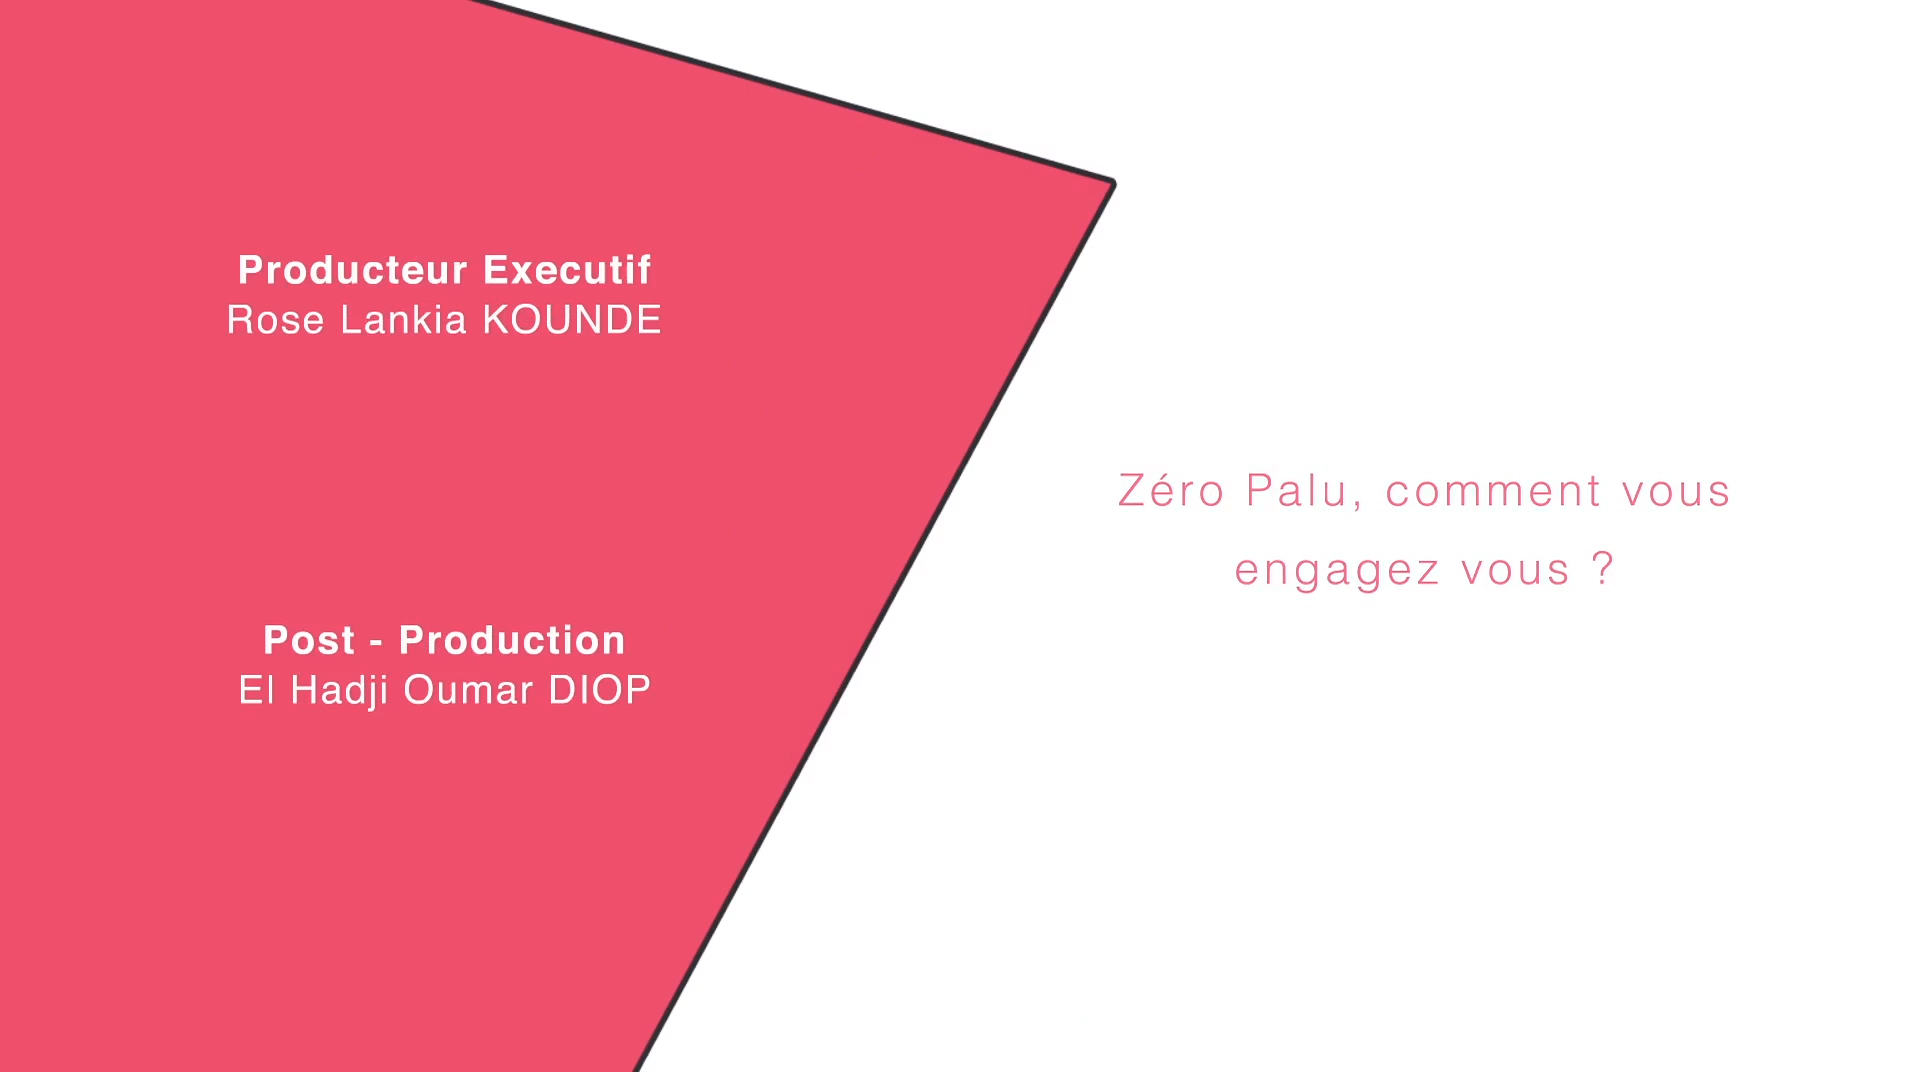 Producteur Executif
Rose Lankia KOUNDE
Post - Production
El Hadji Oumar DIOP
Zéro Palu, comment vous
engagez vous ?